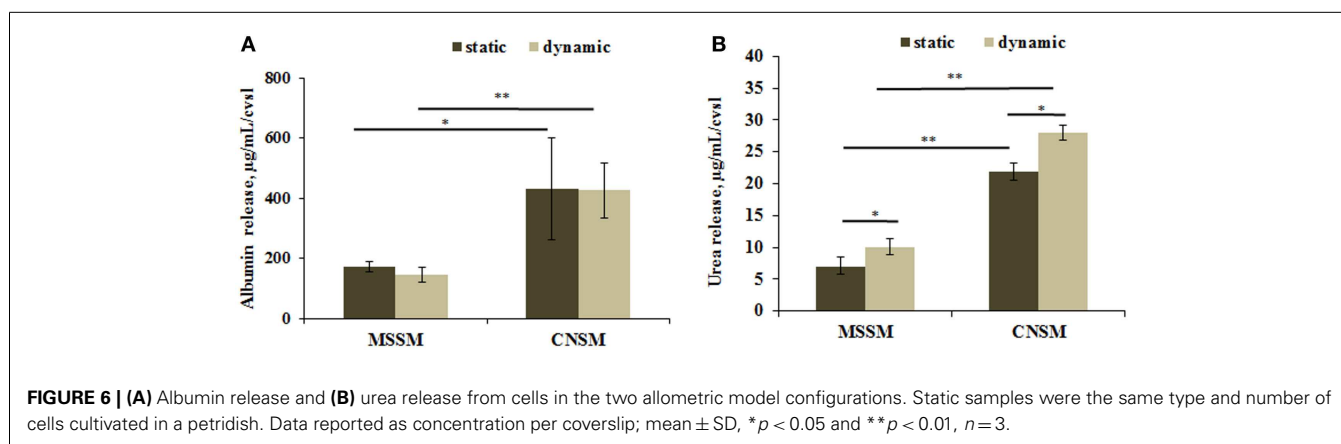 A
static dynamic
Albumin release, µg/mL/cvsl
800
600
400
200
0
**
*
MSSM CNSM
B
static dynamic
Urea release, µg/mL/cvsl
40
35
30
25
20
15
10
5
0
**
*
**
*
MSSM CNSM
FIGURE 6 | (A) Albumin release and (B) urea release from cells in the two allometric model configurations. Static samples were the same type and number of
cells cultivated in a petridish. Data reported as concentration per coverslip; mean ± SD, *p < 0.05 and **p < 0.01, n = 3.